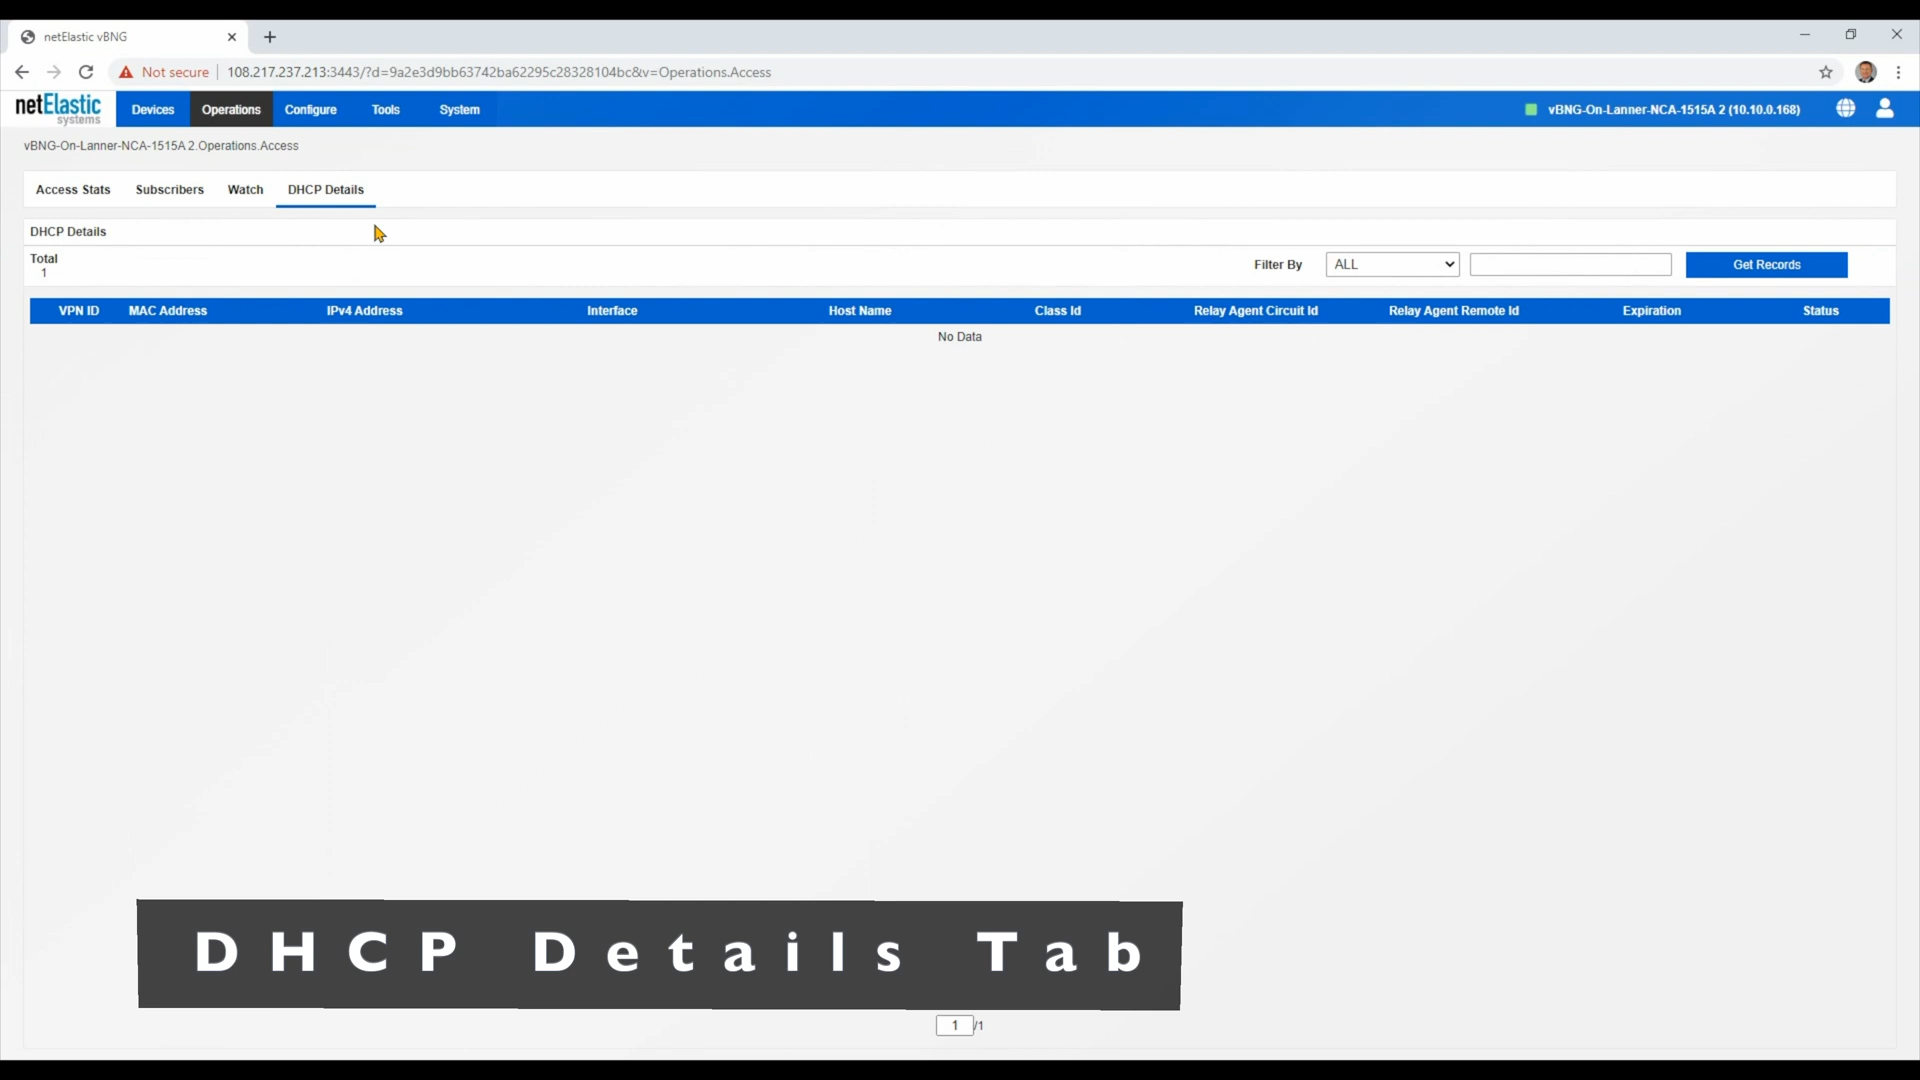 netElastic vBNG
Not secure 108.217.237.213:3443/?d=9a2e3d9bb63742ba62295c28328104bc&v=Operations.Access
netElastic systems
Devices Operations Configure Tools System vBNG-On-Lanner-NCA-1515A 2 (10.10.0.168)
vBNG-On-Lanner-NCA-1515A 2.Operations.Access
Access Stats Subscribers Watch DHCP Details
DHCP Details
Total
1
Filter By ALL Get Records
VPN ID MAC Address IPv4 Address Interface Host Name Class Id Relay Agent Circuit Id Relay Agent Remote Id Expiration Status
No Data
DHCP Details Tab
1 /1